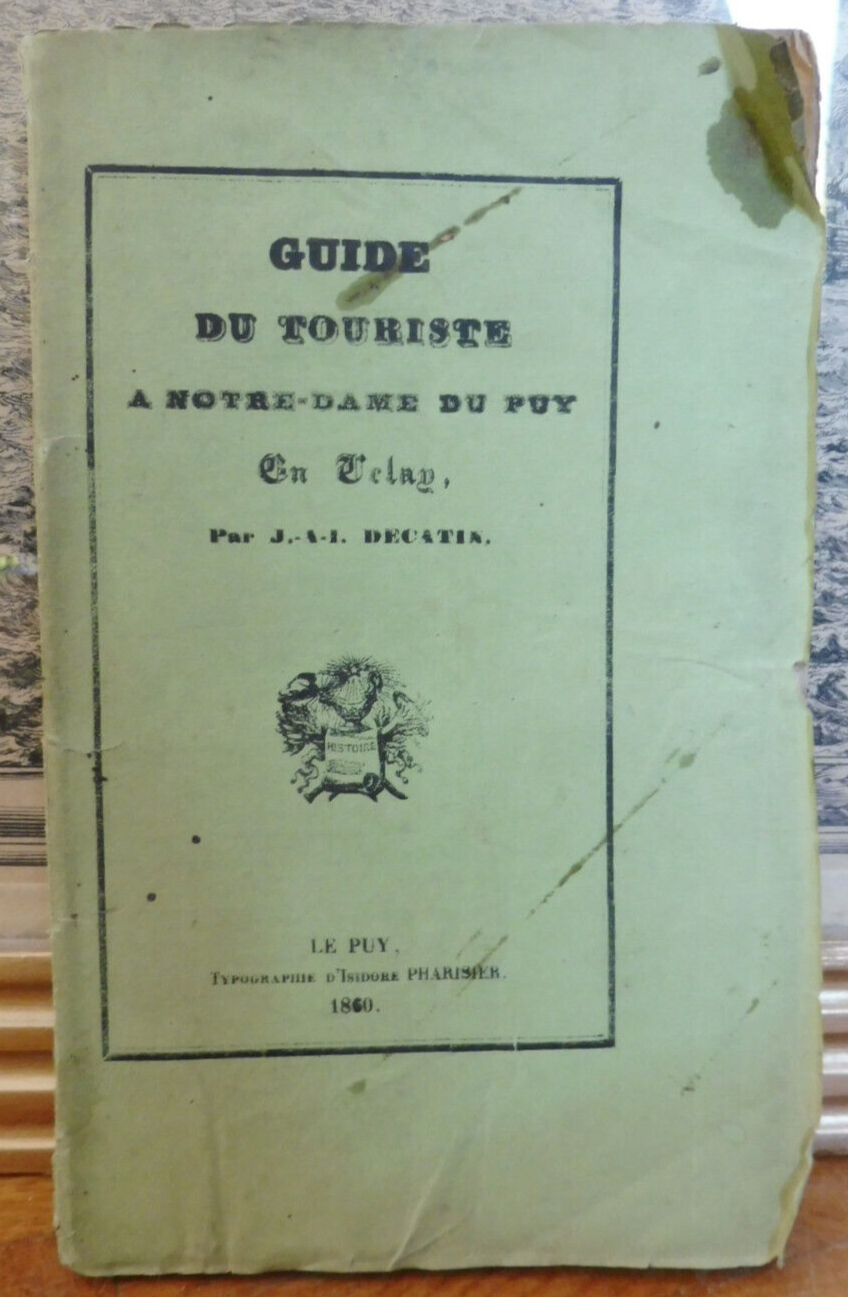 GUIDE
DU TOURISTE
A NOTRE-DAME DU PUY
En Velay,
Par J.-A-I. DECATIN.
HISTOIRE
LE PUY,
TYPOGRAPHIE D'ISIDORE PHARISIER.
1860.